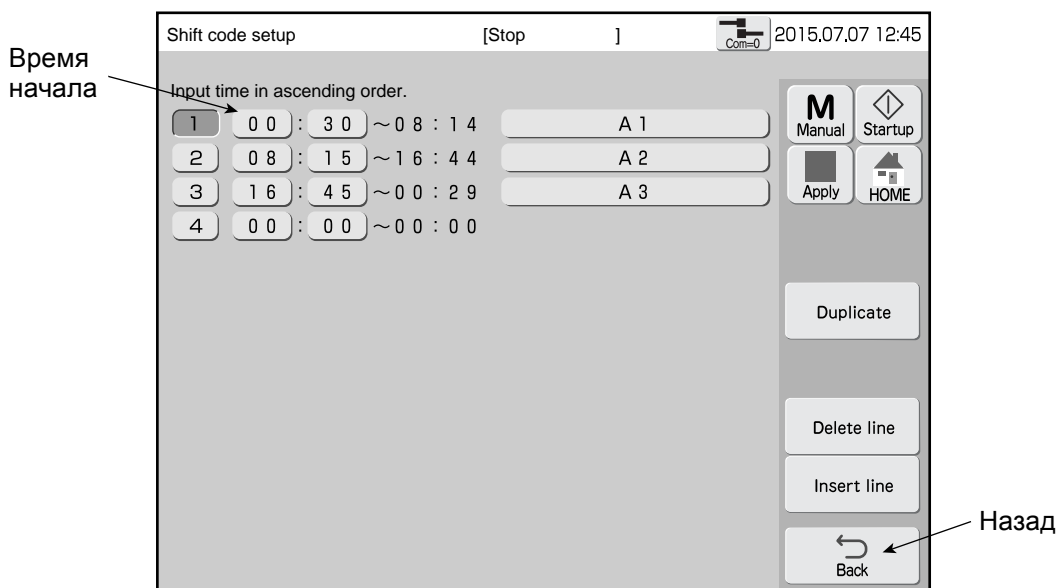 Shift code setup [Stop ] Com=0 2015.07.07 12:45
Время
начала
Input time in ascending order.
1 00 : 30 ~08 : 14 A1
2 08 : 15 ~16 : 44 A2
3 16 : 45 ~00 : 29 A3
4 00 : 00 ~00 : 00
M
Manual Startup
Apply HOME
Duplicate
Delete line
Insert line
Назад
Back